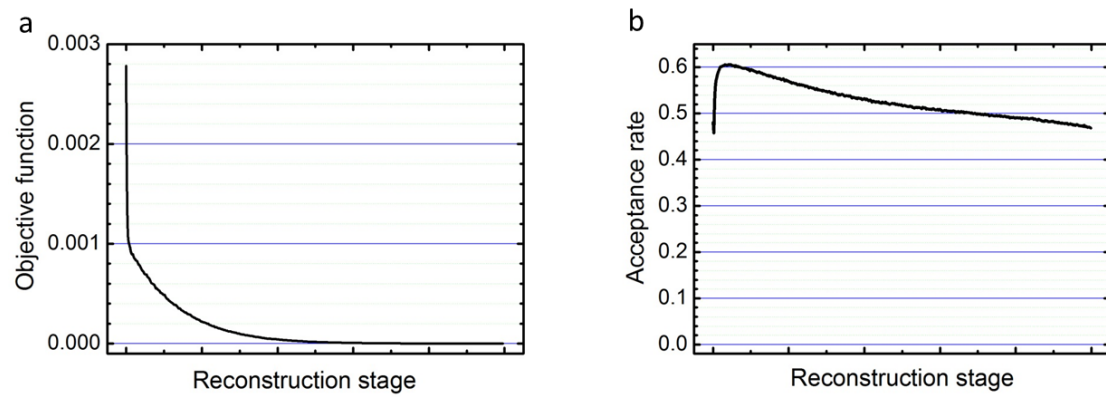 a
0.003
0.002
0.001
0.000
Objective function
Reconstruction stage
b
0.6
0.5
0.4
0.3
0.2
0.1
0.0
Acceptance rate
Reconstruction stage